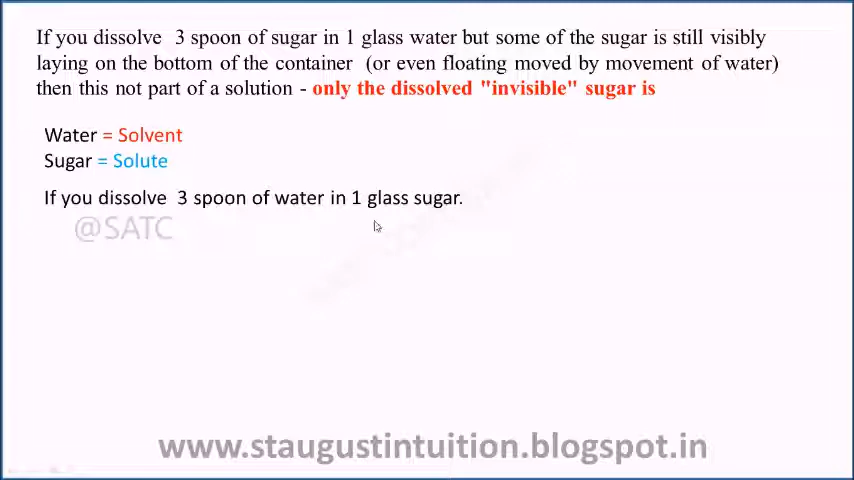 If you dissolve 3 spoon of sugar in 1 glass water but some of the sugar is still visibly
laying on the bottom of the container (or even floating moved by movement of water)
then this not part of a solution - only the dissolved "invisible" sugar is
Water = Solvent
Sugar = Solute
If you dissolve 3 spoon of water in 1 glass sugar.
@SATC
www.staugustintuition.blogspot.in